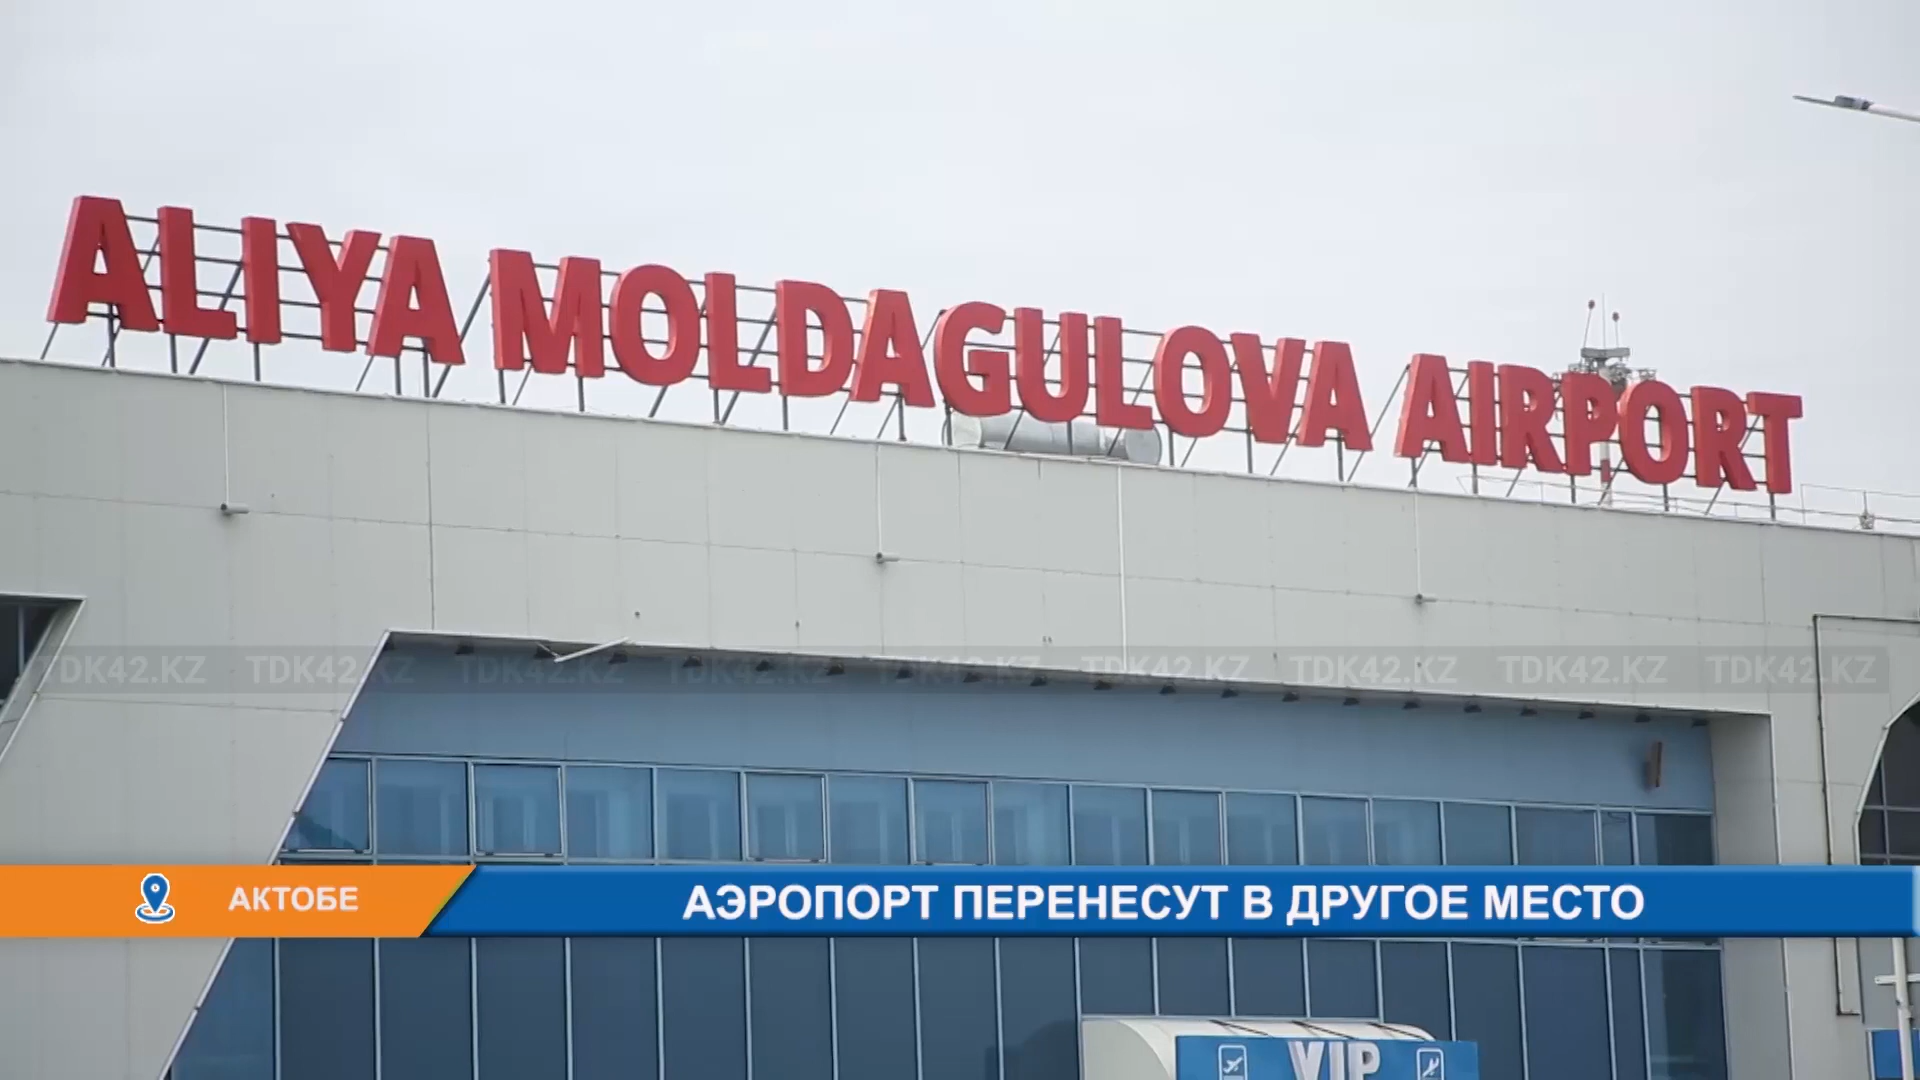 ALIYA MOLDAGULOVA AIRPORT
TDK42.KZ TDK42.KZ TDK42.KZ TDK42.KZ TDK42.KZ TDK42.KZ TDK42.KZ TDK42.KZ TDK42.KZ
АКТОБЕ
АЭРОПОРТ ПЕРЕНЕСУТ В ДРУГОЕ МЕСТО
VIP